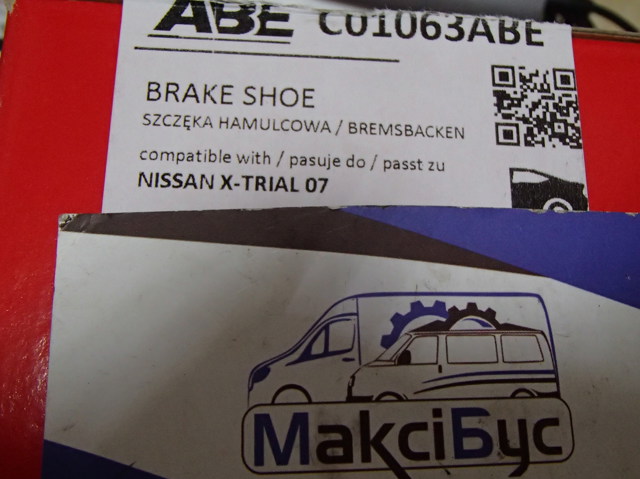 ABE C01063ABE
BRAKE SHOE
SZCZĘKA HAMULCOWA / BREMSBACKEN
compatible with / pasuje do / passt zu
NISSAN X-TRIAL 07
МаксіБус